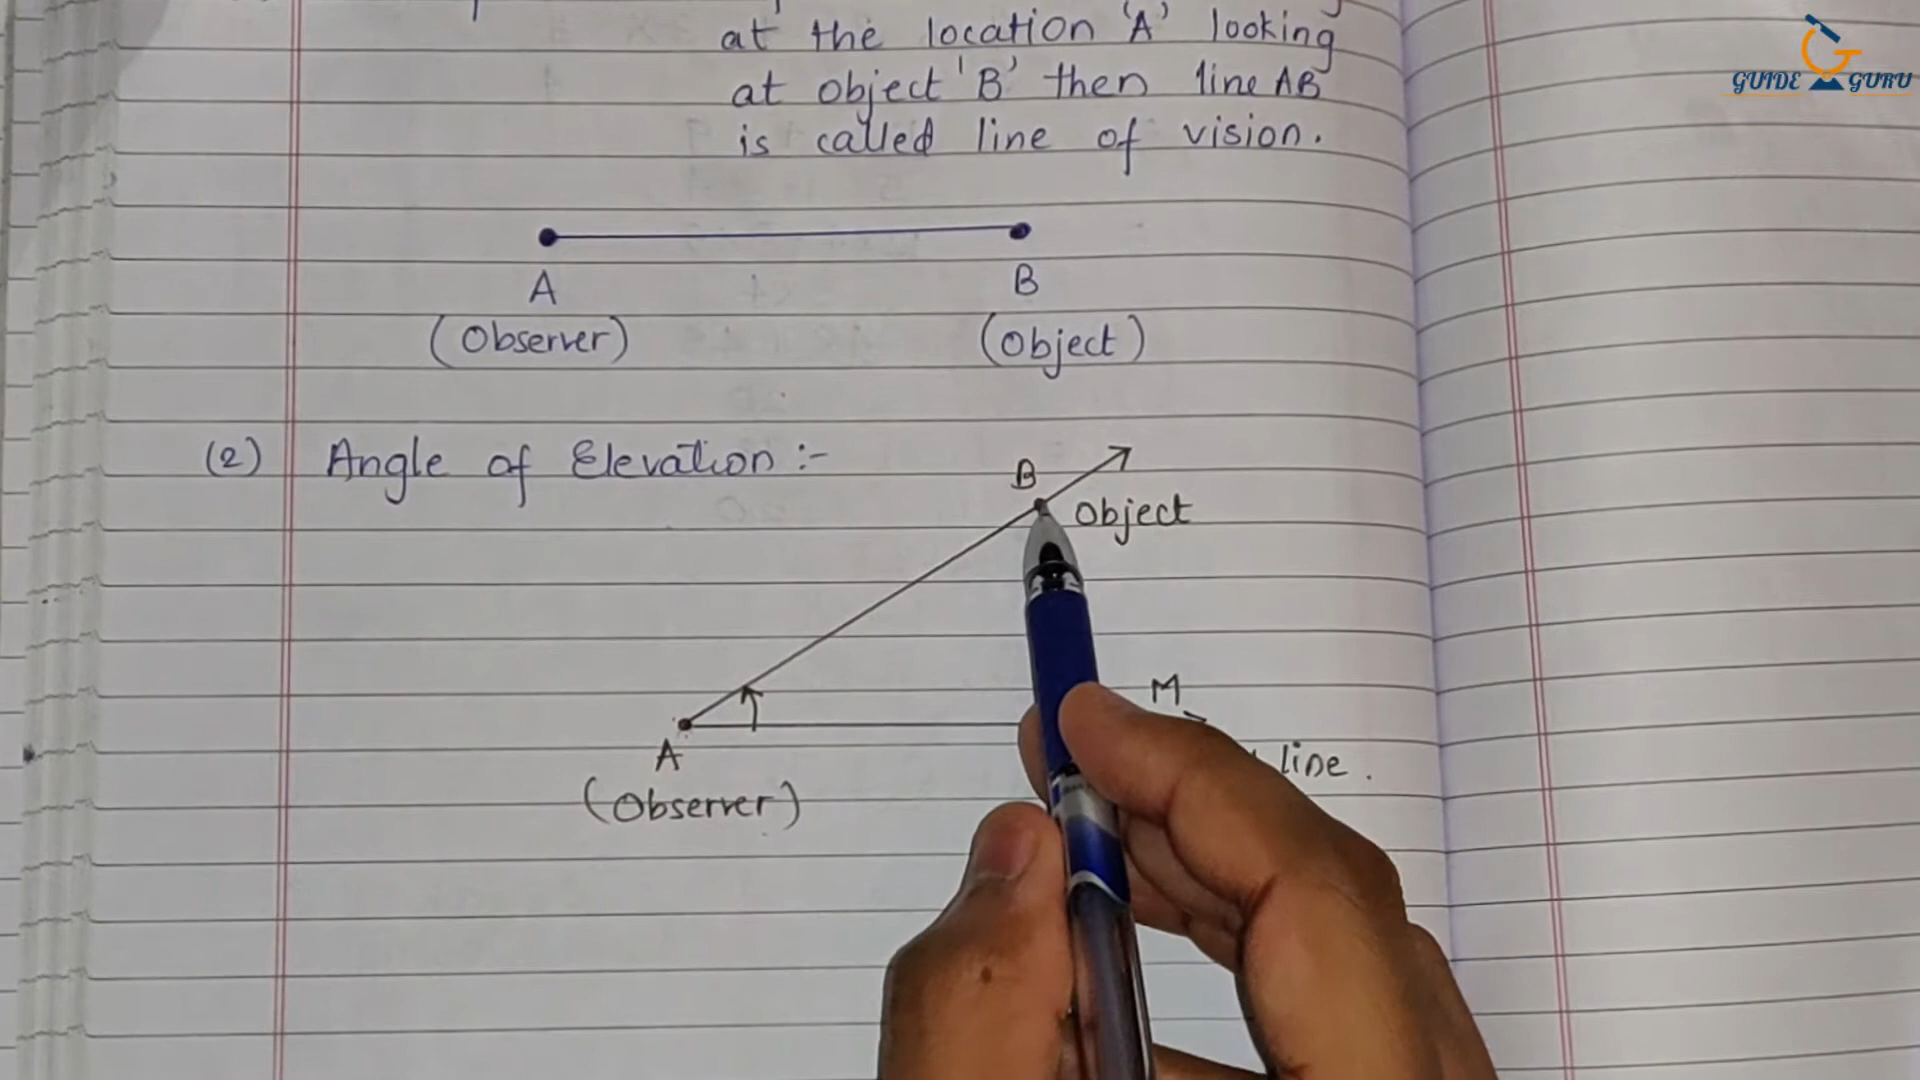 at the location 'A' looking
at object 'B' then line AB
is called line of vision.
A B
(Observer) (Object)
(2) Angle of Elevation :-
B
Object
M
A
line.
(Observer)
GUIDE GURU